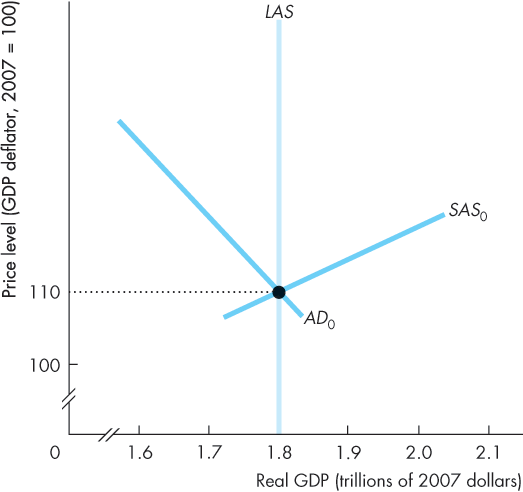 LAS
Price level (GDP deflator, 2007 = 100)
SAS0
110
AD0
100
0
1.6 1.7 1.8 1.9 2.0 2.1
Real GDP (trillions of 2007 dollars)